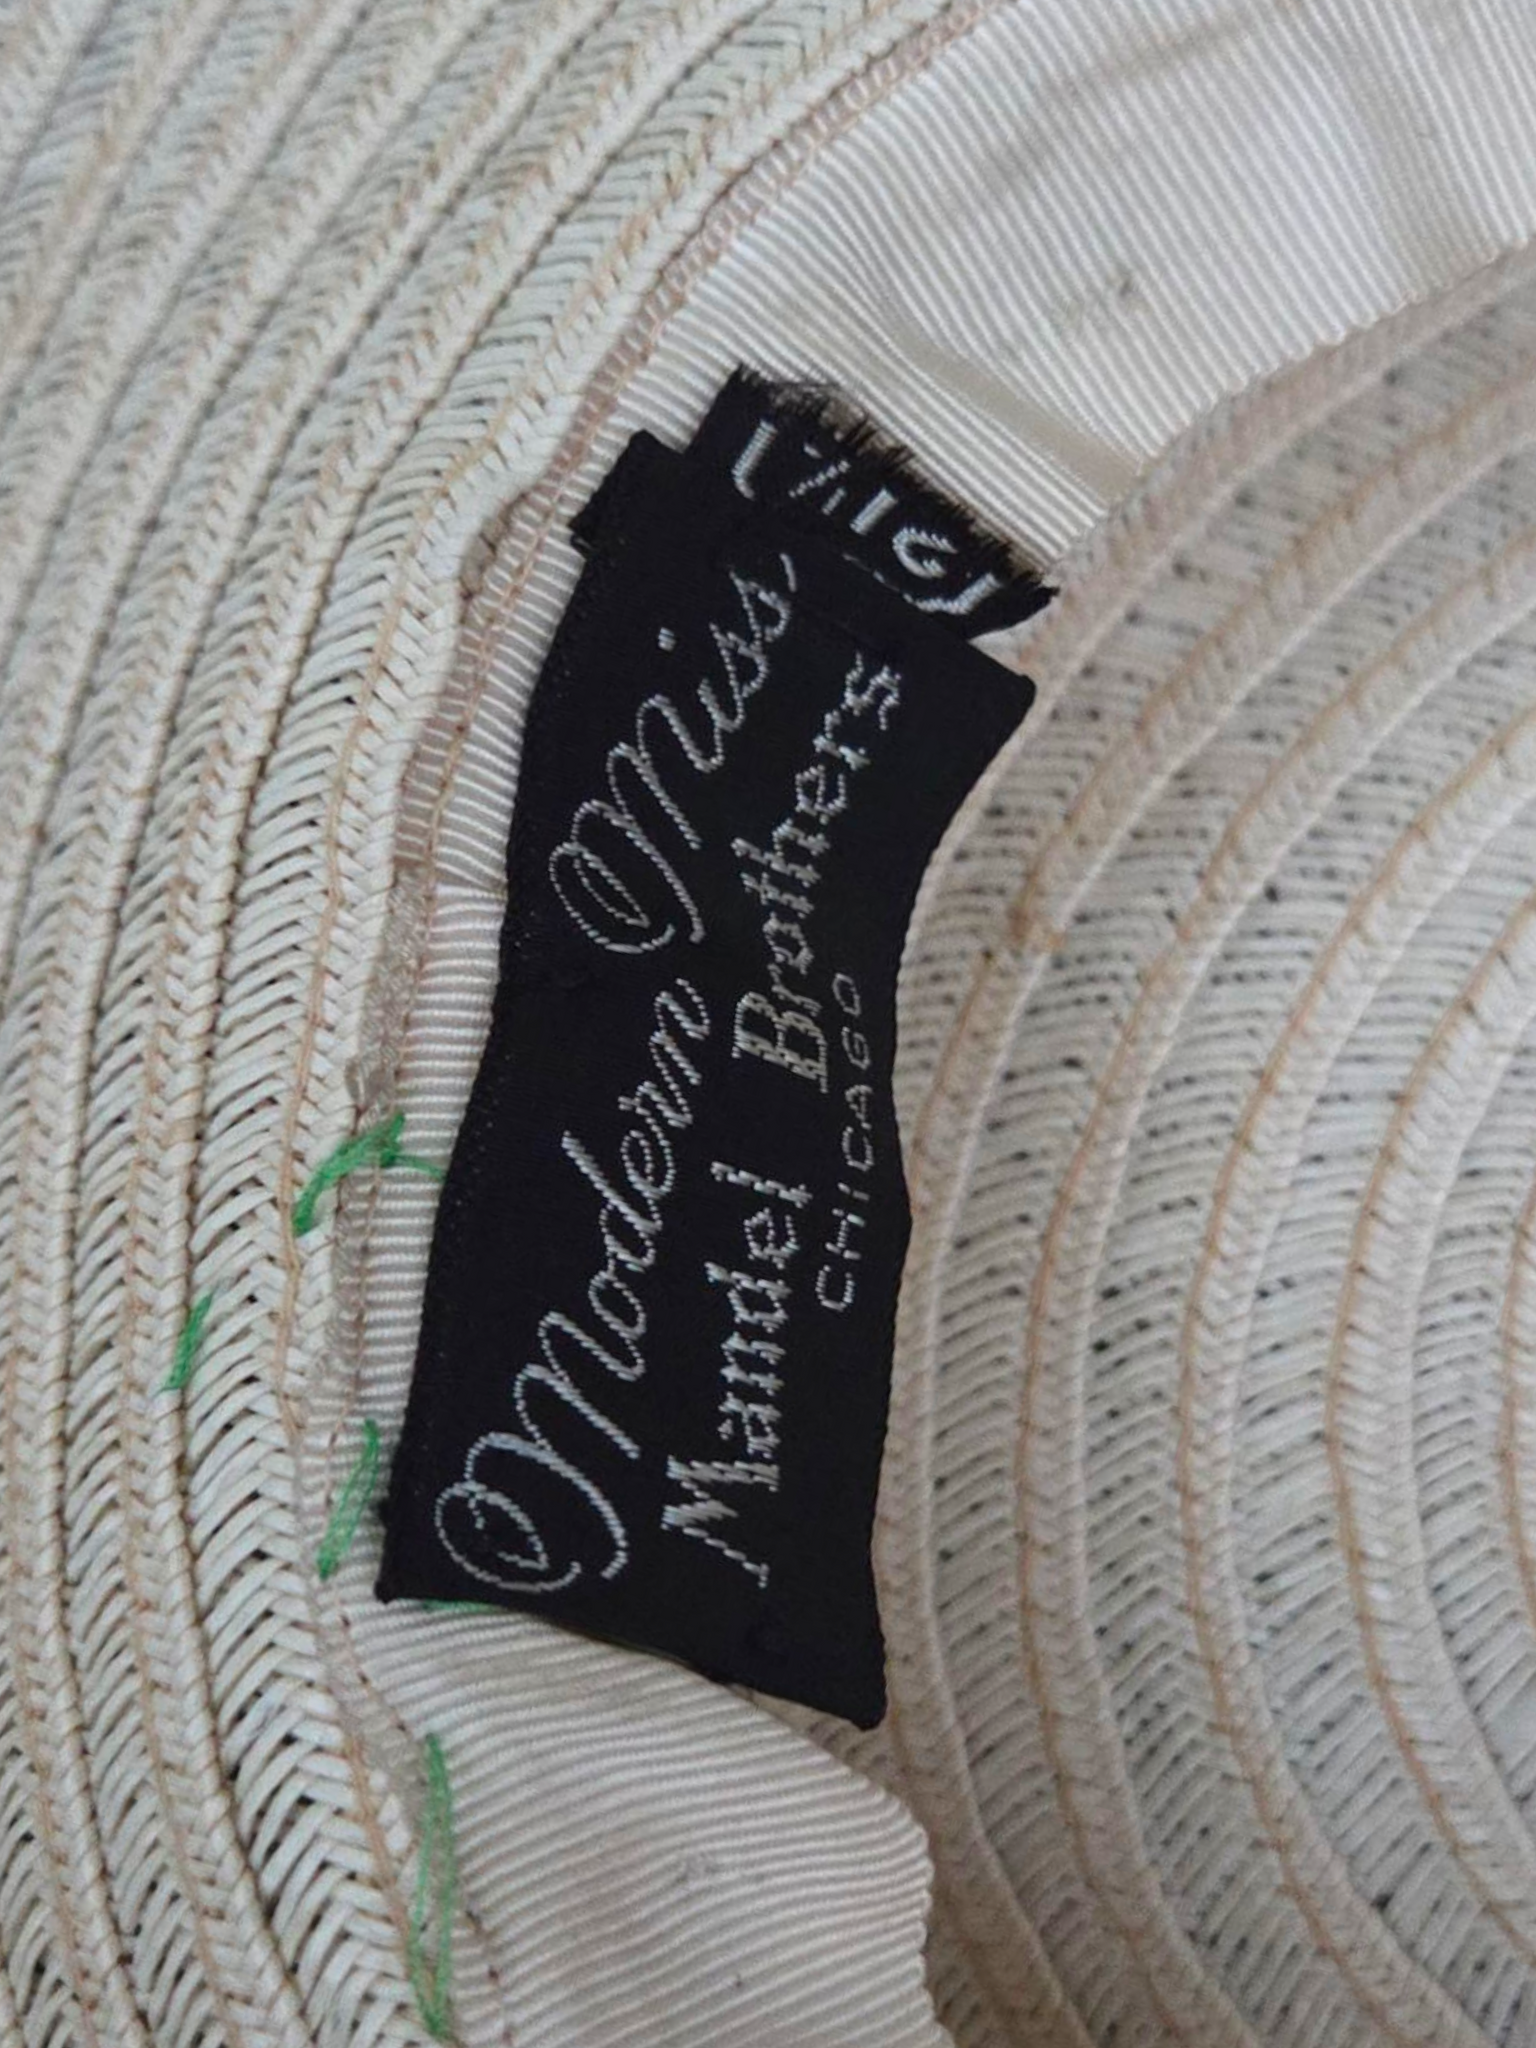 Modern Miss
Mandel Brothers
CHICAGO